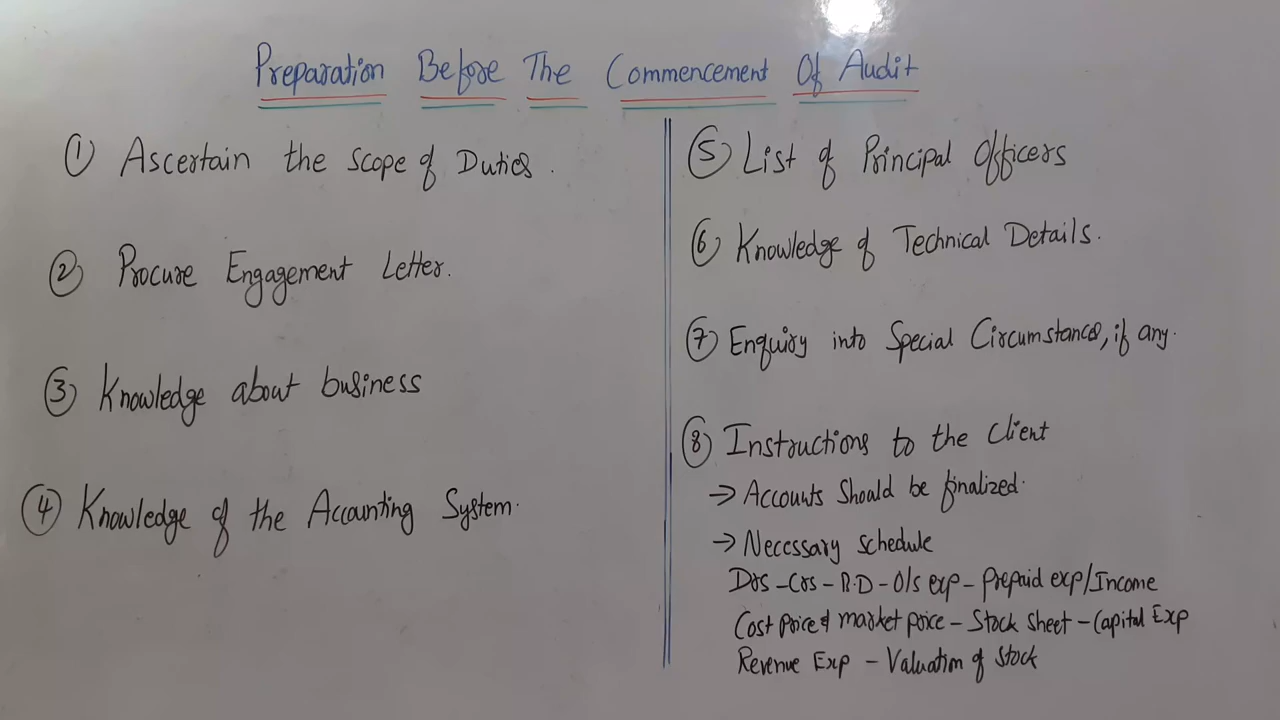 Preparation Before The Commencement Of Audit
① Ascertain the Scope of Duties.
② Procure Engagement Letter.
③ Knowledge about business
④ Knowledge of the Accounting System.
⑤ List of Principal Officers
⑥ Knowledge of Technical Details.
⑦ Enquiry into Special Circumstances, if any.
⑧ Instructions to the Client
→ Accounts Should be finalized.
→ Necessary schedule
Drs - Crs - R.D - O/s exp - Prepaid exp/Income
Cost price & market price - Stock Sheet - Capital Exp
Revenue Exp - Valuation of Stock